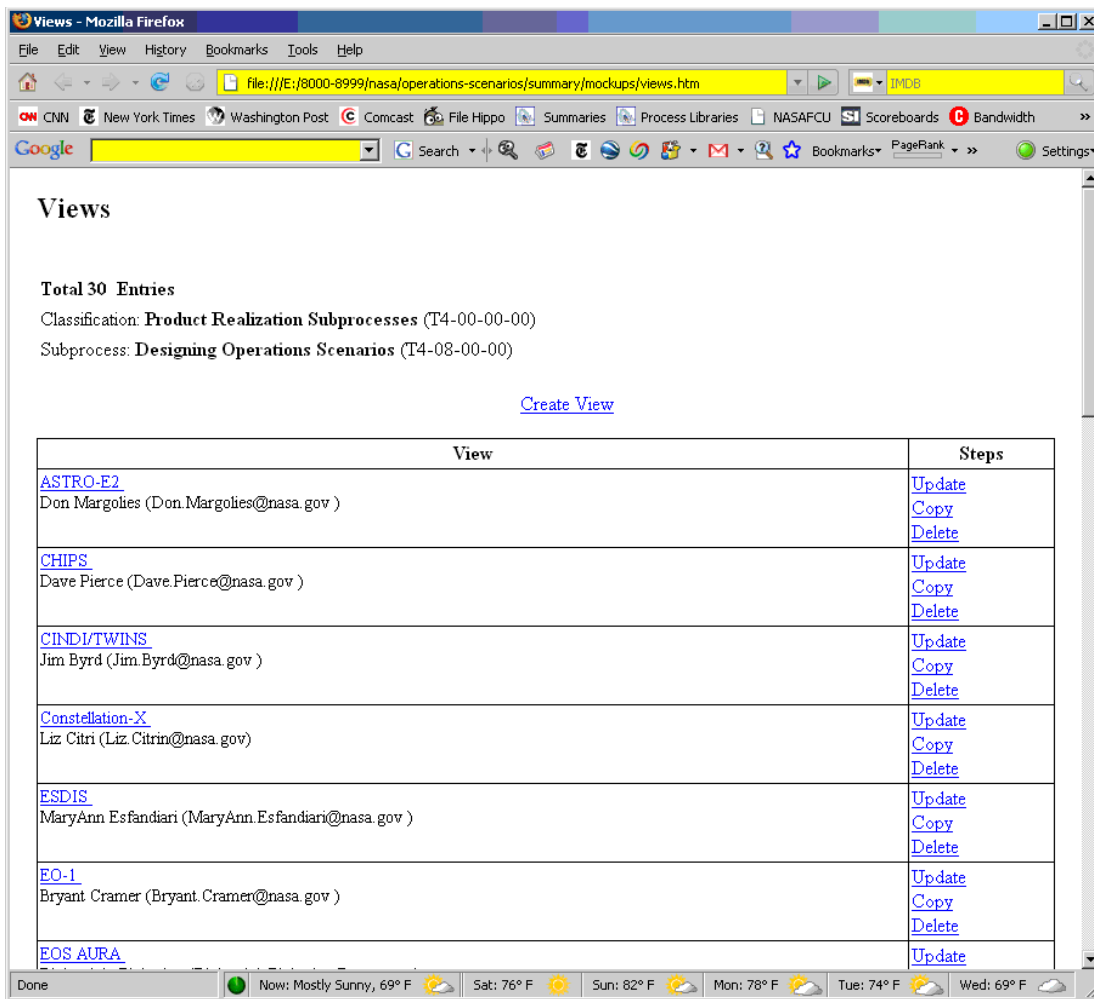 Views - Mozilla Firefox
File Edit View History Bookmarks Tools Help
file:///E:/8000-8999/nasa/operations-scenarios/summary/mockups/views.htm IMDB
CNN New York Times Washington Post Comcast File Hippo Summaries Process Libraries NASAFCU SI Scoreboards Bandwidth »
Google Search Bookmarks PageRank » Settings
Views
Total 30 Entries
Classification: Product Realization Subprocesses (T4-00-00-00)
Subprocess: Designing Operations Scenarios (T4-08-00-00)
Create View
View Steps
ASTRO-E2 Update
Don Margolies (Don.Margolies@nasa.gov ) Copy
Delete
CHIPS Update
Dave Pierce (Dave.Pierce@nasa.gov ) Copy
Delete
CINDI/TWINS Update
Jim Byrd (Jim.Byrd@nasa.gov ) Copy
Delete
Constellation-X Update
Liz Citri (Liz.Citrin@nasa.gov) Copy
Delete
ESDIS Update
MaryAnn Esfandiari (MaryAnn.Esfandiari@nasa.gov ) Copy
Delete
EO-1 Update
Bryant Cramer (Bryant.Cramer@nasa.gov ) Copy
Delete
EOS AURA Update
Done Now: Mostly Sunny, 69° F Sat: 76° F Sun: 82° F Mon: 78° F Tue: 74° F Wed: 69° F